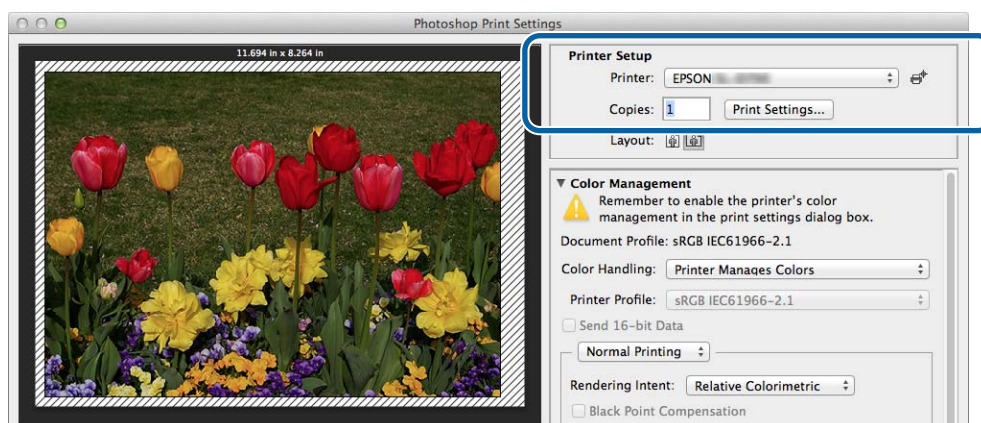 Photoshop Print Settings
11.694 in x 8.264 in
Printer Setup
Printer: EPSON
Copies: 1 Print Settings...
Layout:
Color Management
Remember to enable the printer's color
management in the print settings dialog box.
Document Profile: sRGB IEC61966-2.1
Color Handling: Printer Manages Colors
Printer Profile: sRGB IEC61966-2.1
Send 16-bit Data
Normal Printing
Rendering Intent: Relative Colorimetric
Black Point Compensation